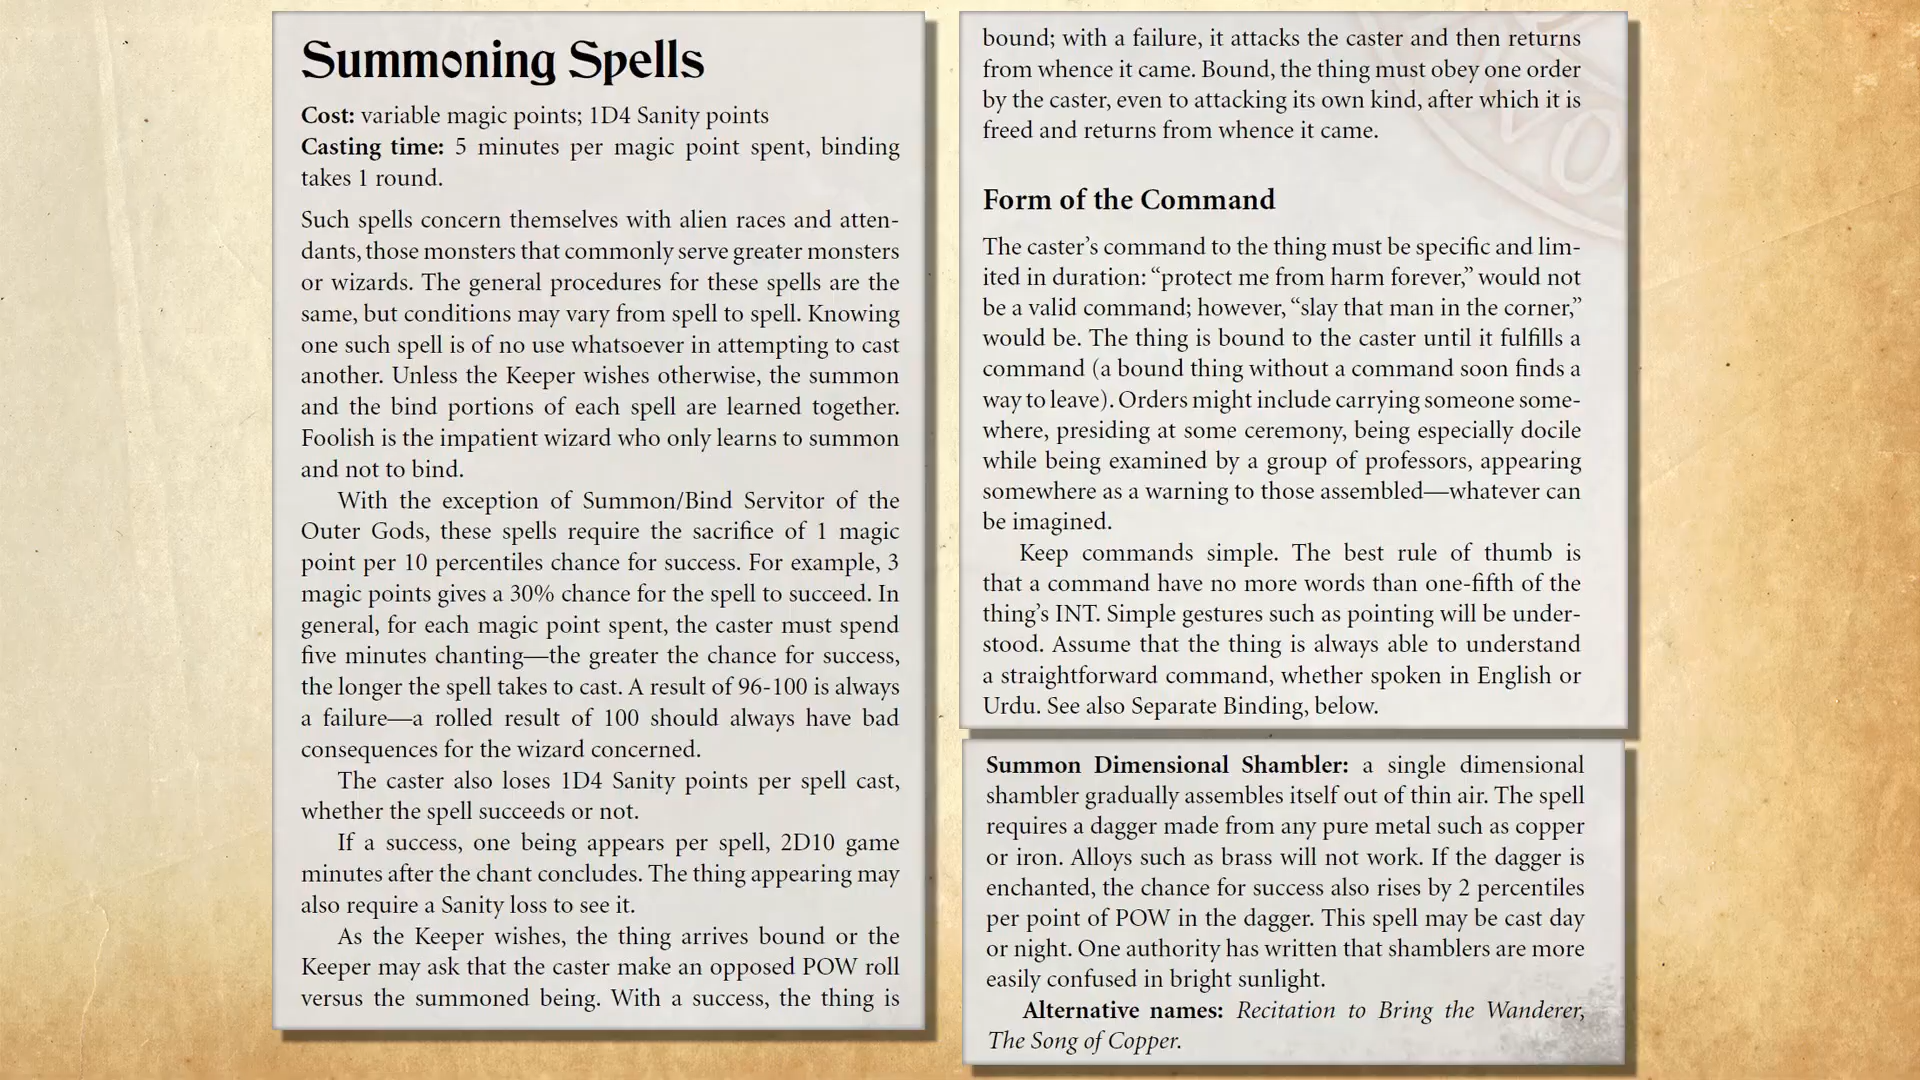 Summoning Spells
Cost: variable magic points; 1D4 Sanity points
Casting time: 5 minutes per magic point spent, binding
takes 1 round.
Such spells concern themselves with alien races and atten-
dants, those monsters that commonly serve greater monsters
or wizards. The general procedures for these spells are the
same, but conditions may vary from spell to spell. Knowing
one such spell is of no use whatsoever in attempting to cast
another. Unless the Keeper wishes otherwise, the summon
and the bind portions of each spell are learned together.
Foolish is the impatient wizard who only learns to summon
and not to bind.
With the exception of Summon/Bind Servitor of the
Outer Gods, these spells require the sacrifice of 1 magic
point per 10 percentiles chance for success. For example, 3
magic points gives a 30% chance for the spell to succeed. In
general, for each magic point spent, the caster must spend
five minutes chanting—the greater the chance for success,
the longer the spell takes to cast. A result of 96-100 is always
a failure—a rolled result of 100 should always have bad
consequences for the wizard concerned.
The caster also loses 1D4 Sanity points per spell cast,
whether the spell succeeds or not.
If a success, one being appears per spell, 2D10 game
minutes after the chant concludes. The thing appearing may
also require a Sanity loss to see it.
As the Keeper wishes, the thing arrives bound or the
Keeper may ask that the caster make an opposed POW roll
versus the summoned being. With a success, the thing is
bound; with a failure, it attacks the caster and then returns
from whence it came. Bound, the thing must obey one order
by the caster, even to attacking its own kind, after which it is
freed and returns from whence it came.
Form of the Command
The caster's command to the thing must be specific and lim-
ited in duration: "protect me from harm forever," would not
be a valid command; however, "slay that man in the corner,"
would be. The thing is bound to the caster until it fulfills a
command (a bound thing without a command soon finds a
way to leave). Orders might include carrying someone some-
where, presiding at some ceremony, being especially docile
while being examined by a group of professors, appearing
somewhere as a warning to those assembled—whatever can
be imagined.
Keep commands simple. The best rule of thumb is
that a command have no more words than one-fifth of the
thing's INT. Simple gestures such as pointing will be under-
stood. Assume that the thing is always able to understand
a straightforward command, whether spoken in English or
Urdu. See also Separate Binding, below.
Summon Dimensional Shambler: a single dimensional
shambler gradually assembles itself out of thin air. The spell
requires a dagger made from any pure metal such as copper
or iron. Alloys such as brass will not work. If the dagger is
enchanted, the chance for success also rises by 2 percentiles
per point of POW in the dagger. This spell may be cast day
or night. One authority has written that shamblers are more
easily confused in bright sunlight.
Alternative names: Recitation to Bring the Wanderer,
The Song of Copper.